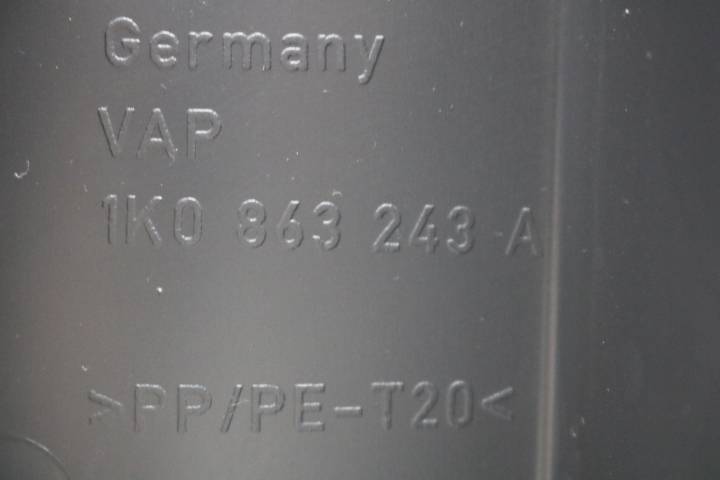 Germany
VAP
1K0 863 243 A
>PP/PE-T20<